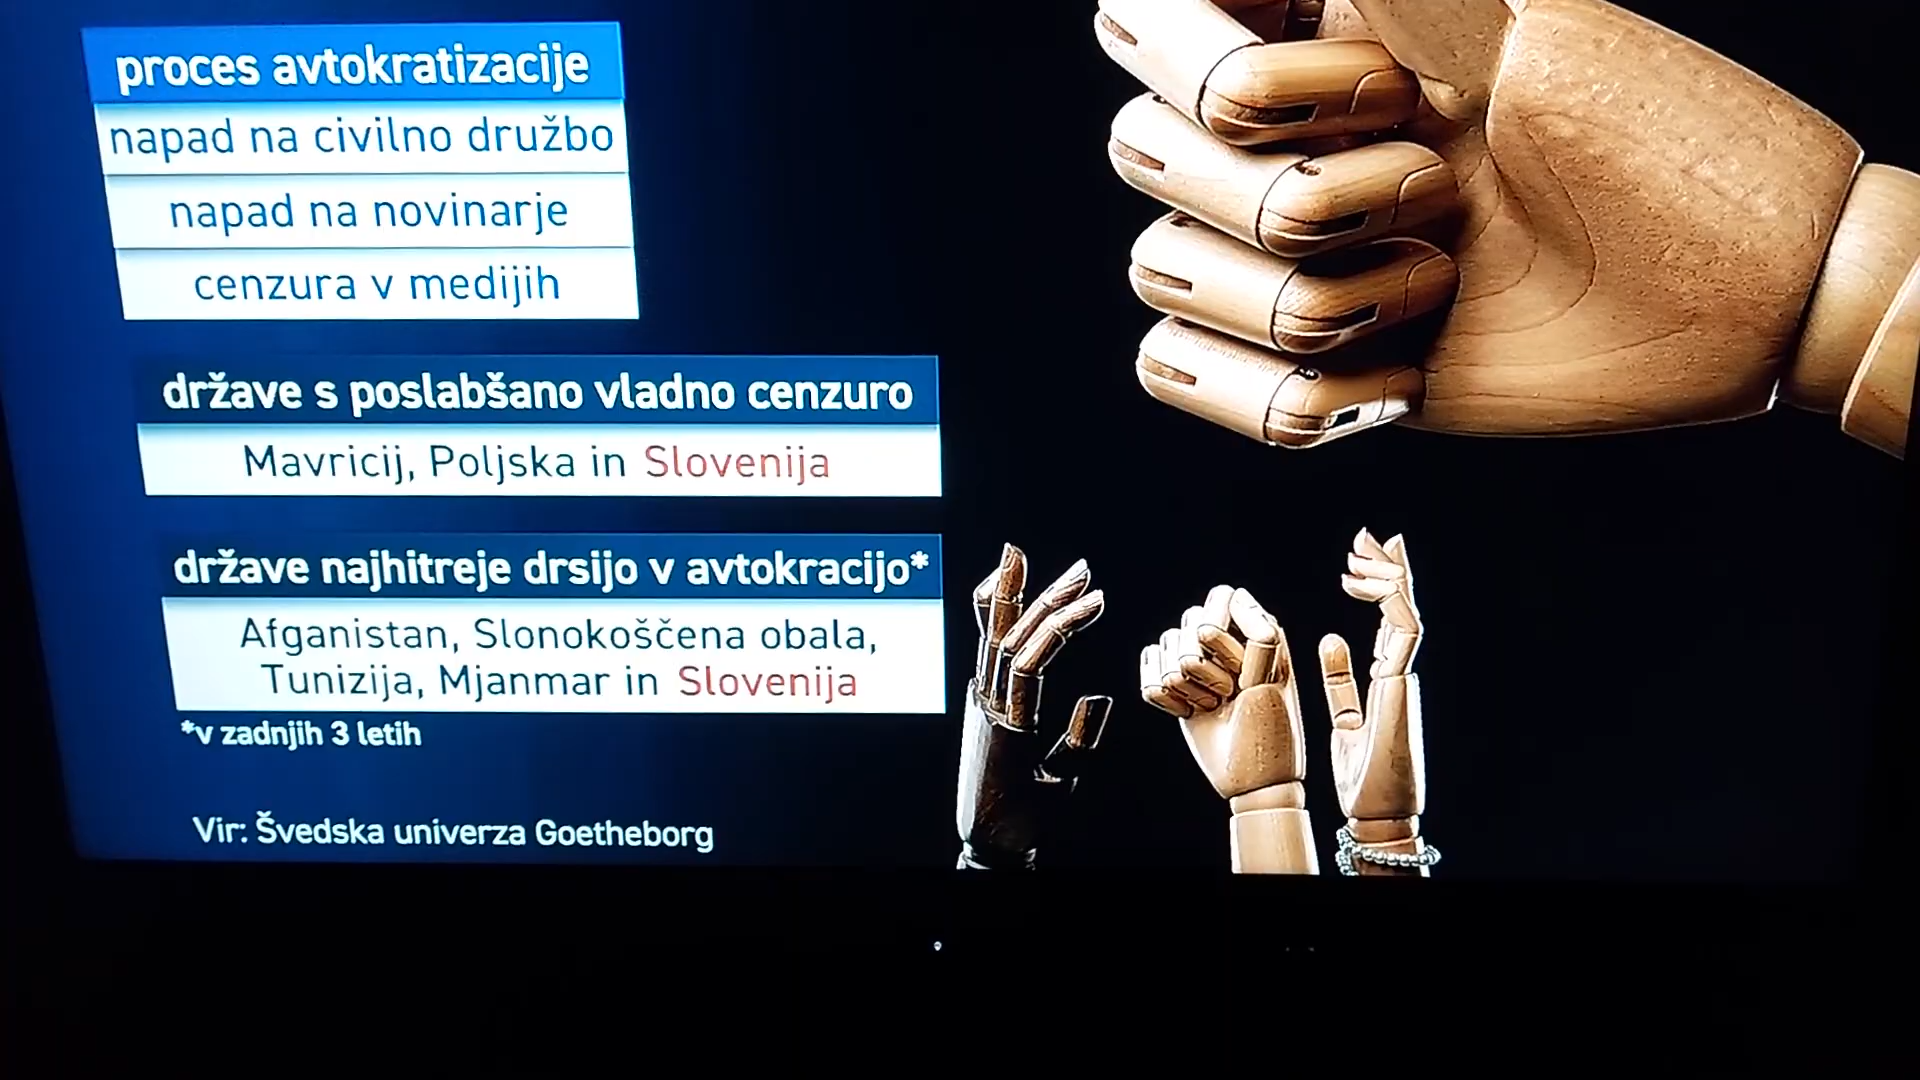 proces avtokratizacije
napad na civilno družbo
napad na novinarje
cenzura v medijih
države s poslabšano vladno cenzuro
Mavricij, Poljska in Slovenija
države najhitreje drsijo v avtokracijo*
Afganistan, Slonokoščena obala,
Tunizija, Mjanmar in Slovenija
*v zadnjih 3 letih
Vir: Švedska univerza Goetheborg